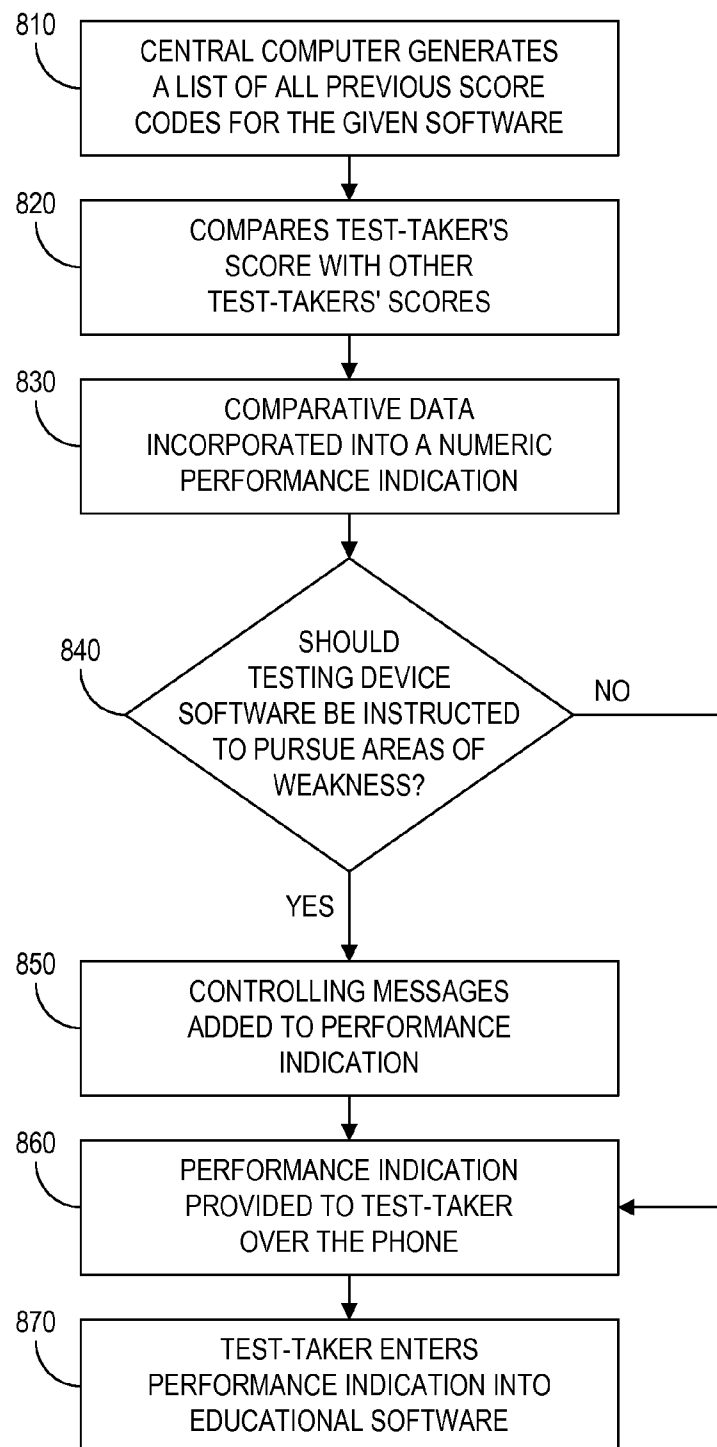 810
CENTRAL COMPUTER GENERATES
A LIST OF ALL PREVIOUS SCORE
CODES FOR THE GIVEN SOFTWARE
820
COMPARES TEST-TAKER'S
SCORE WITH OTHER
TEST-TAKERS' SCORES
830
COMPARATIVE DATA
INCORPORATED INTO A NUMERIC
PERFORMANCE INDICATION
840
SHOULD
TESTING DEVICE
SOFTWARE BE INSTRUCTED
TO PURSUE AREAS OF
WEAKNESS?
NO
YES
850
CONTROLLING MESSAGES
ADDED TO PERFORMANCE
INDICATION
860
PERFORMANCE INDICATION
PROVIDED TO TEST-TAKER
OVER THE PHONE
870
TEST-TAKER ENTERS
PERFORMANCE INDICATION INTO
EDUCATIONAL SOFTWARE